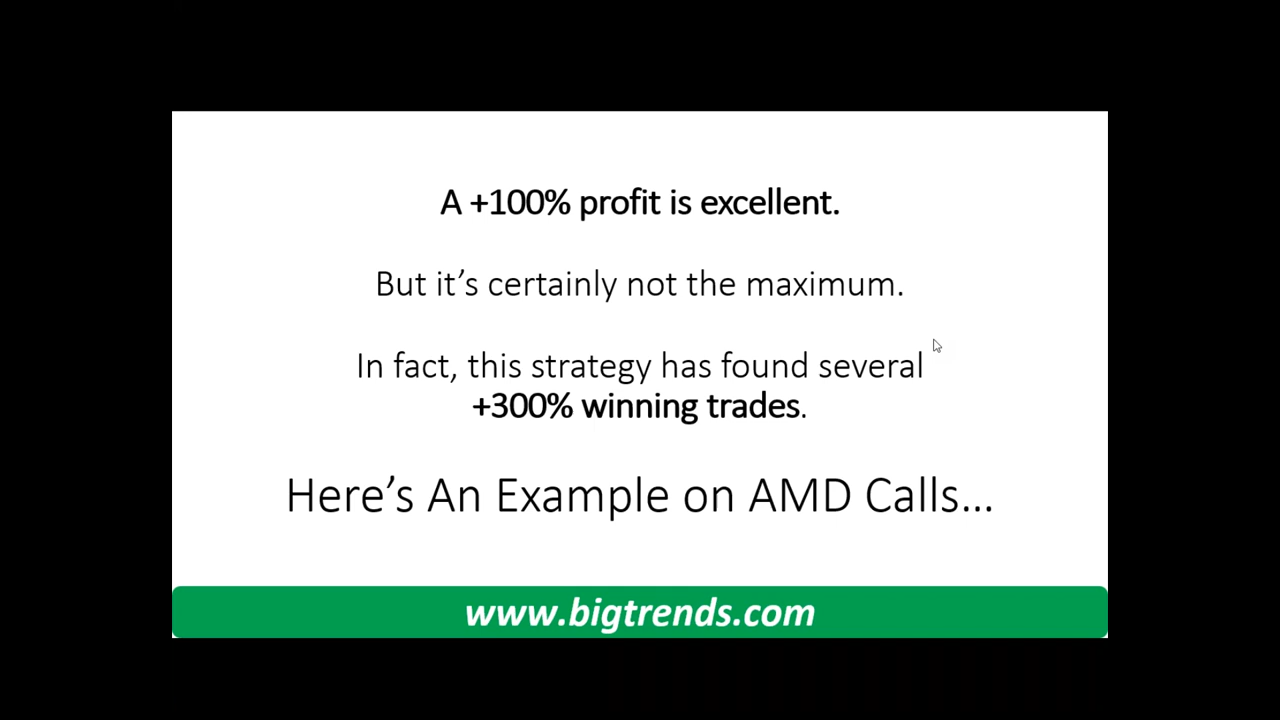 A +100% profit is excellent.
But it’s certainly not the maximum.
In fact, this strategy has found several
+300% winning trades.
Here’s An Example on AMD Calls…
www.bigtrends.com